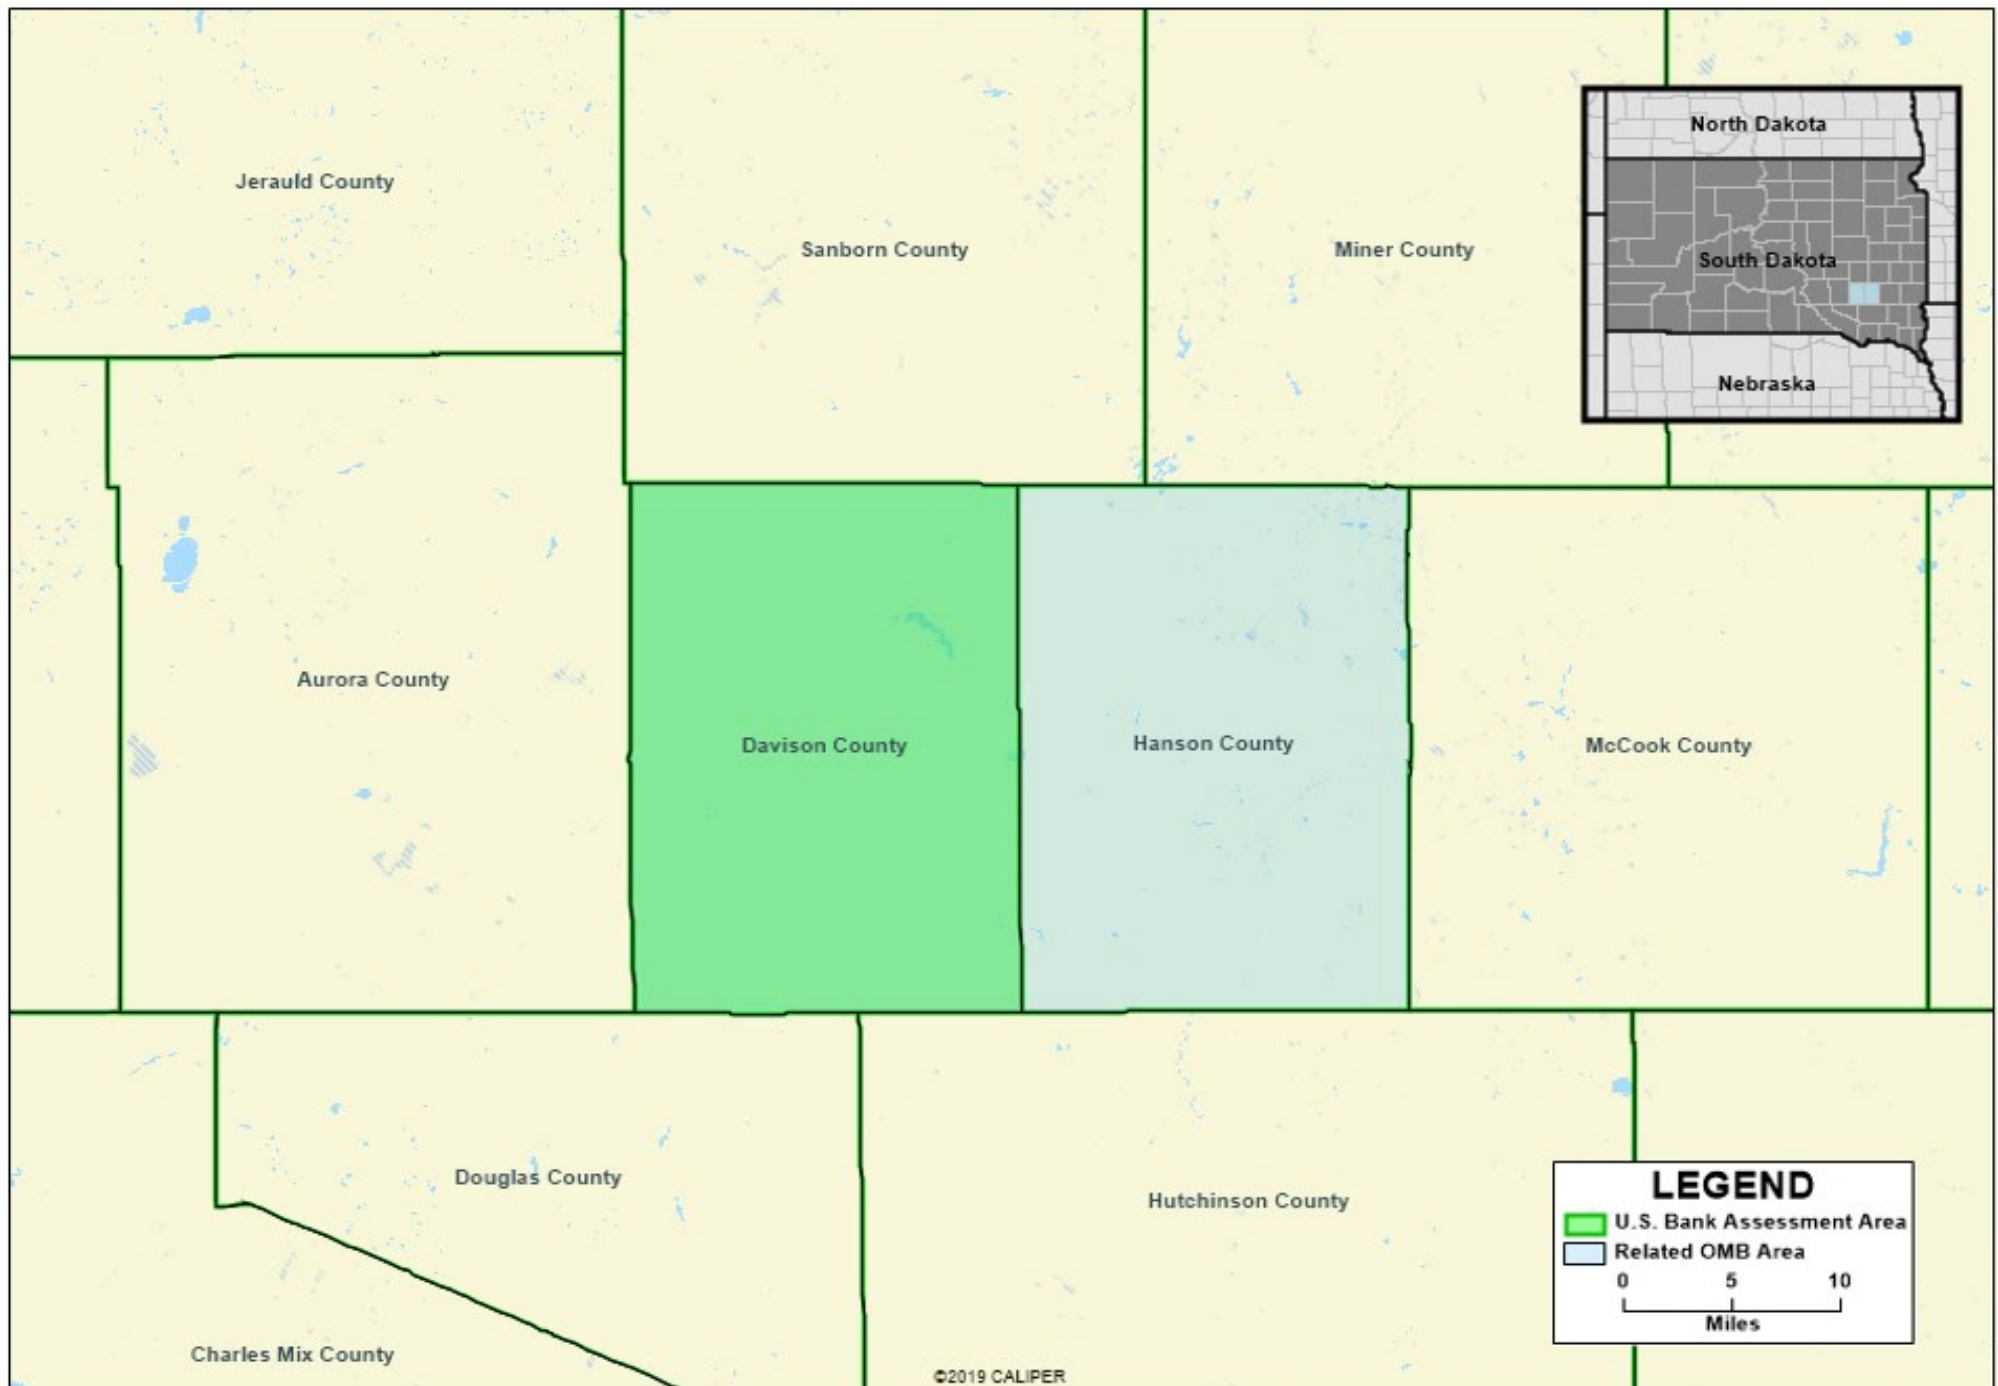 North Dakota
Jerauld County
Sanborn County
Miner County
South Dakota
Nebraska
Aurora County
Davison County
Hanson County
McCook County
Douglas County
Hutchinson County
LEGEND
U.S. Bank Assessment Area
Related OMB Area
0 5 10
Miles
Charles Mix County
©2019 CALIPER